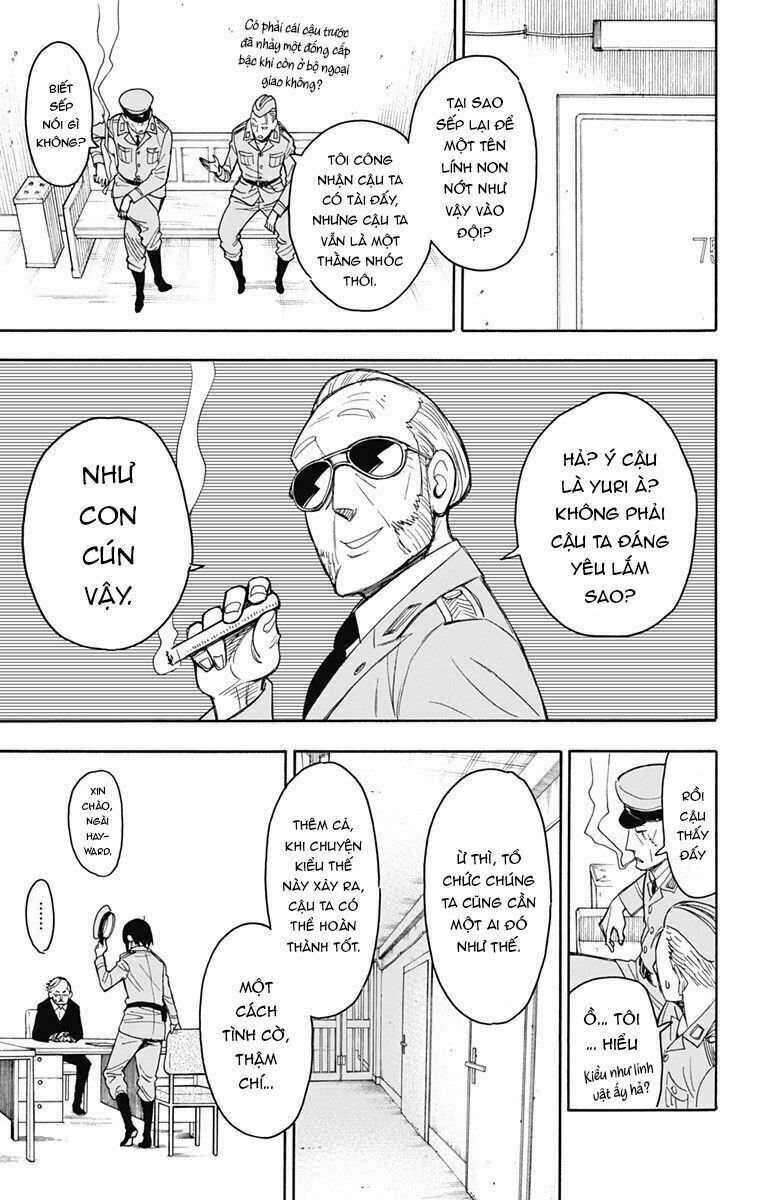 TẠI SAO
SẾP LẠI ĐỂ
MỘT TÊN
LÍNH NON
NỚT NHƯ
VẬY VÀO
ĐỘI?
75
TÔI CÔNG
NHẬN CẬU TA
CÓ TÀI ĐẤY,
NHƯNG CẬU TA
VẪN LÀ MỘT
THẰNG NHÓC
THÔI.
Có phải cái cậu trước
đã nhảy một đống cấp
bậc khi còn ở bộ ngoại
giao không?
BIẾT
SẾP
NÓI GÌ
KHÔNG?
HẢ? Ý CẬU
LÀ YURI À?
KHÔNG PHẢI
CẬU TA ĐÁNG
YÊU LẮM
SAO?
NHƯ
CON
CÚN
VẬY.
RỒI
CẬU
THẤY
ĐẤY
Ồ... TÔI
... HIỂU
Kiểu như linh
vật ấy hả?
Ừ THÌ, TỔ
CHỨC CHÚNG
TA CŨNG CẦN
MỘT AI ĐÓ
NHƯ THẾ.
THÊM CẢ,
KHI CHUYỆN
KIỂU THẾ
NÀY XẢY RA,
CẬU TA CÓ
THỂ HOÀN
THÀNH TỐT.
MỘT
CÁCH
TÌNH CỜ,
THẬM
CHÍ...
XIN
CHÀO,
NGÀI
HAY-
WARD.
......